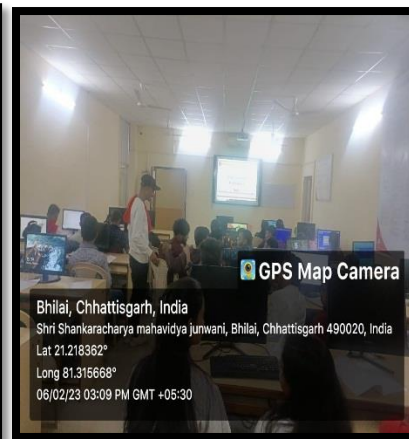 GPS Map Camera
Bhilai, Chhattisgarh, India
Shri Shankaracharya mahavidya junwani, Bhilai, Chhattisgarh 490020, India
Lat 21.218362°
Long 81.315668°
06/02/23 03:09 PM GMT +05:30